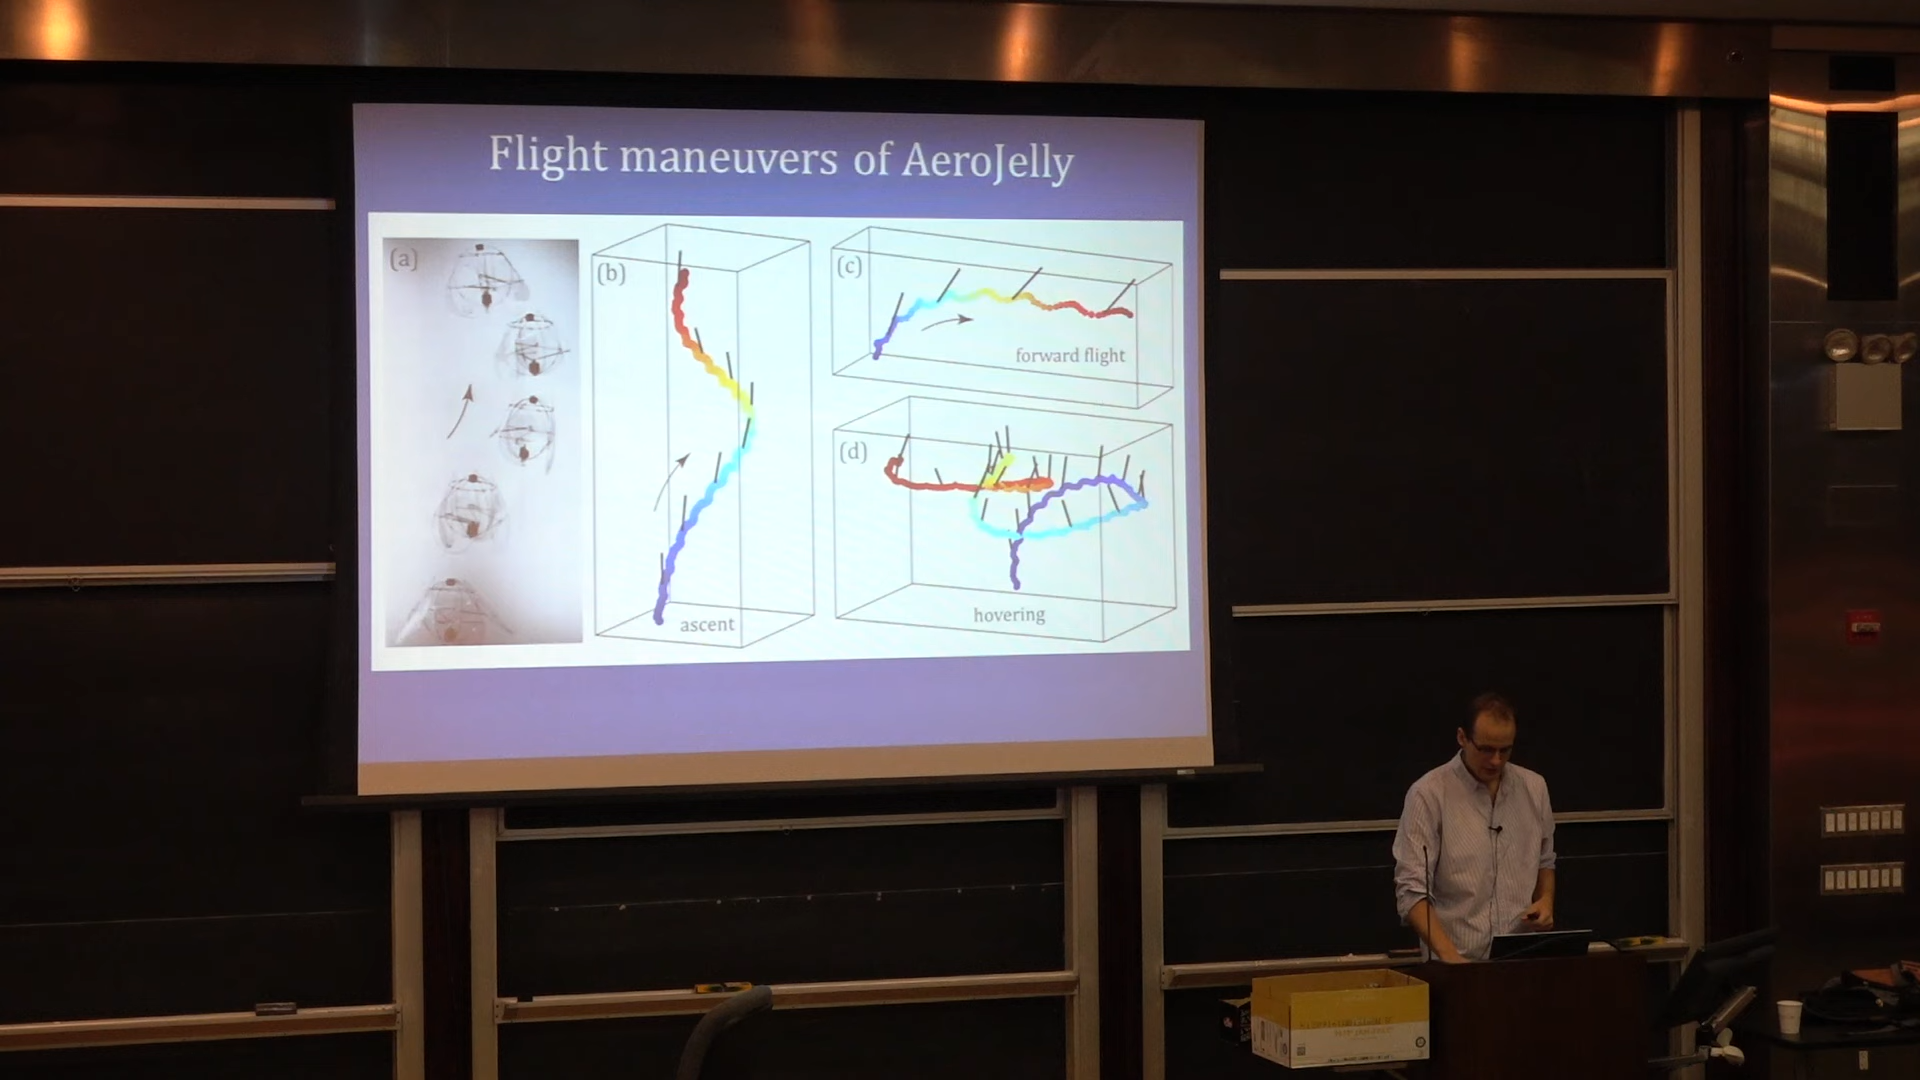 Flight maneuvers of AeroJelly
(a)
(b)
ascent
(c)
forward flight
(d)
hovering